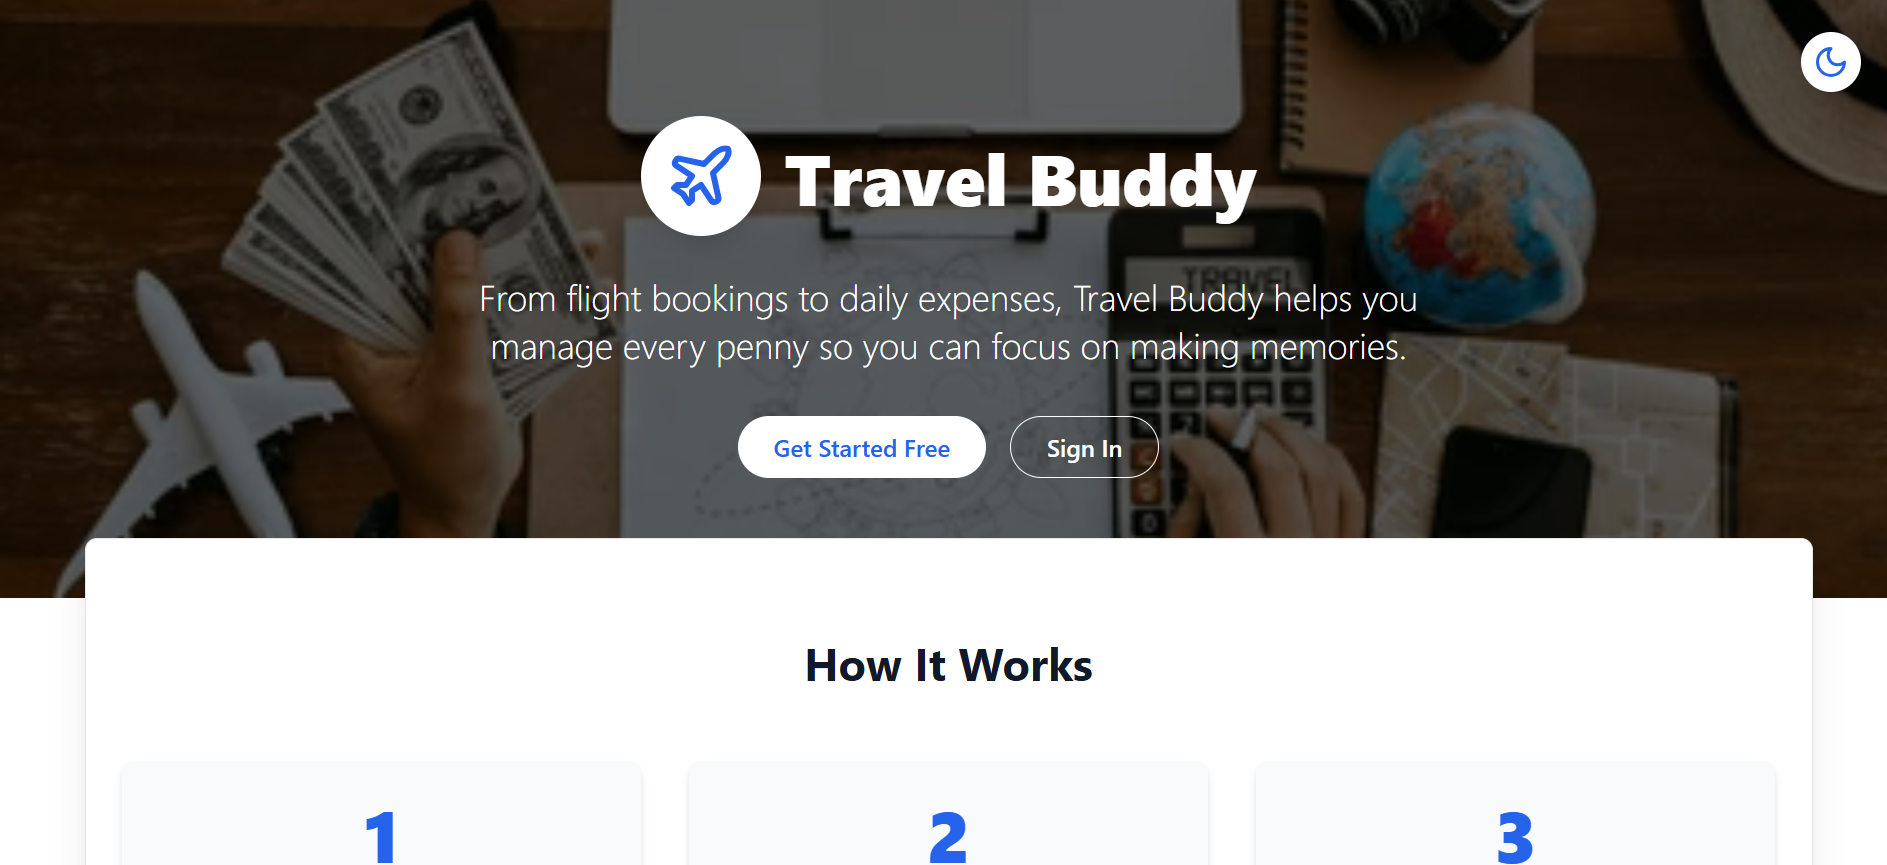 Travel Buddy
TRAVEL
From flight bookings to daily expenses, Travel Buddy helps you
manage every penny so you can focus on making memories.
Get Started Free
Sign In
How It Works
1
2
3